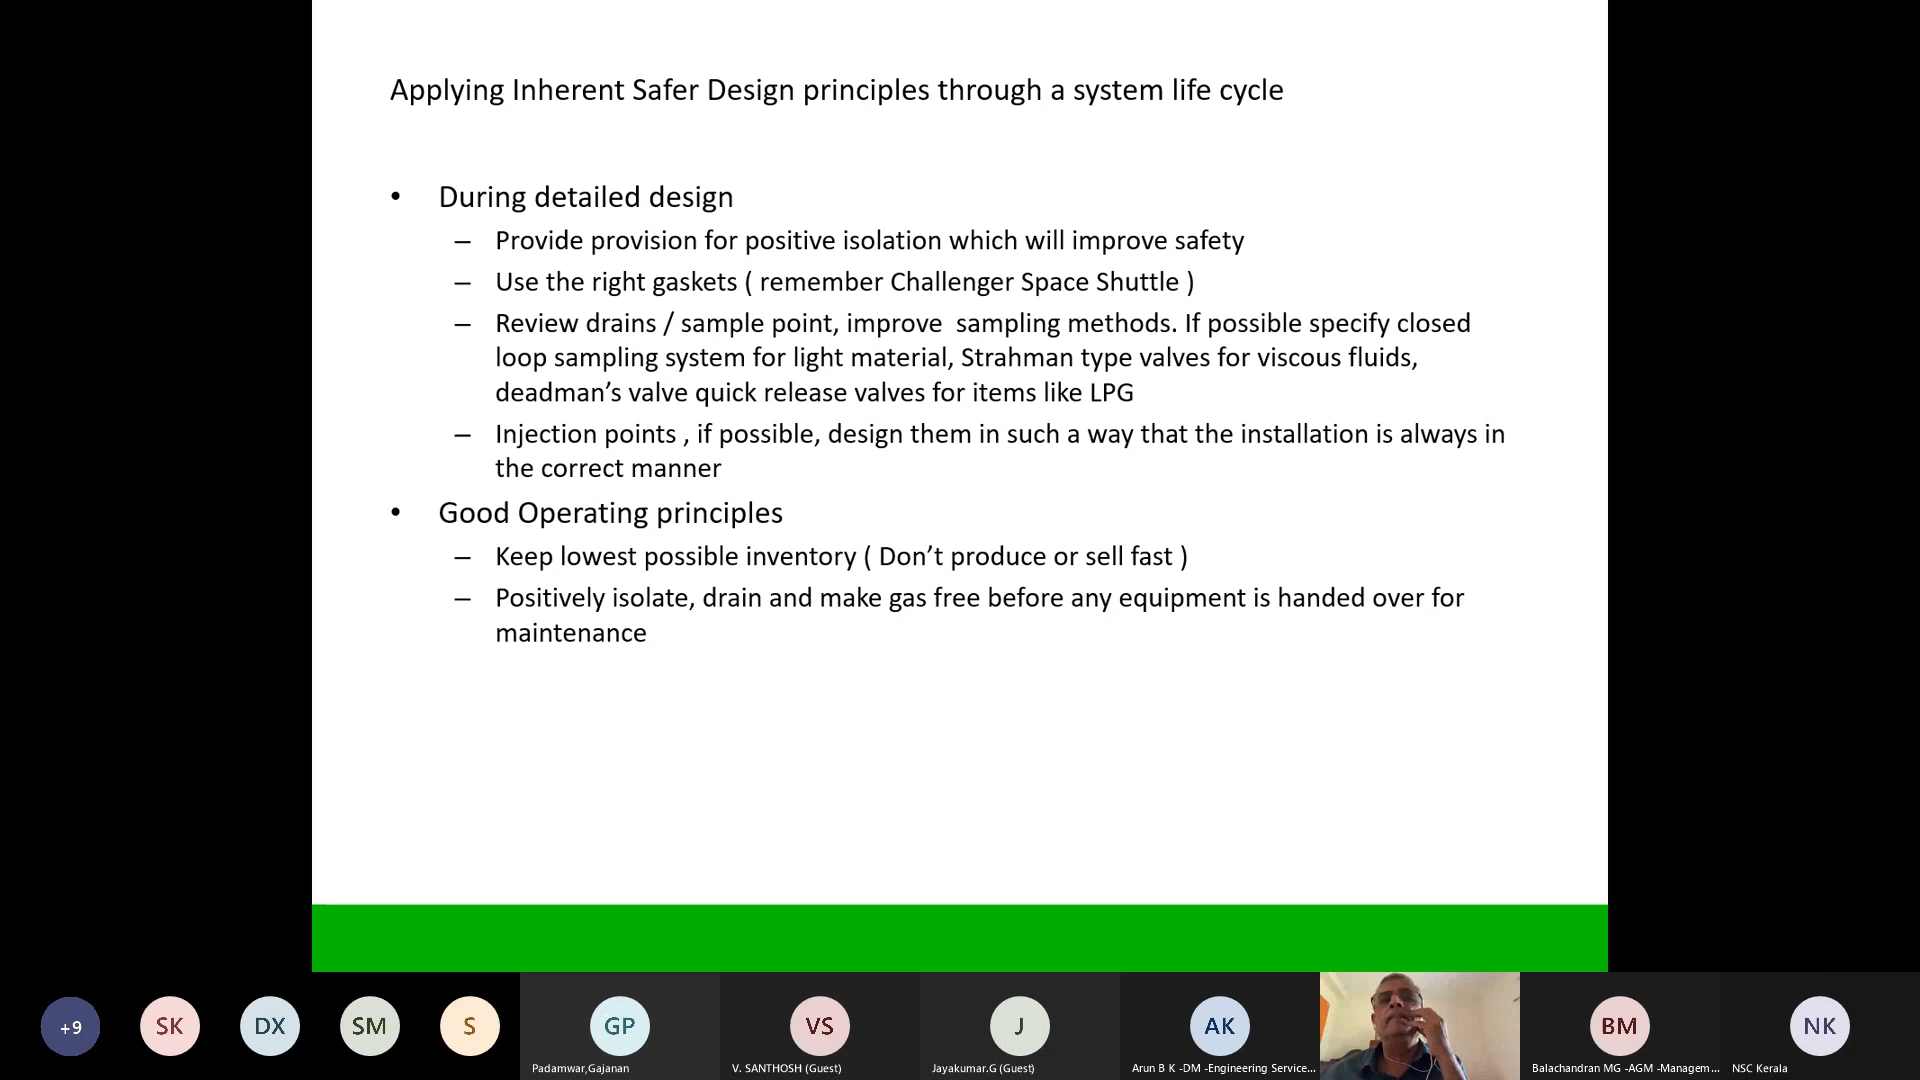 Applying Inherent Safer Design principles through a system life cycle
• During detailed design
– Provide provision for positive isolation which will improve safety
– Use the right gaskets ( remember Challenger Space Shuttle )
– Review drains / sample point, improve  sampling methods. If possible specify closed
loop sampling system for light material, Strahman type valves for viscous fluids,
deadman’s valve quick release valves for items like LPG
– Injection points , if possible, design them in such a way that the installation is always in
the correct manner
• Good Operating principles
– Keep lowest possible inventory ( Don’t produce or sell fast )
– Positively isolate, drain and make gas free before any equipment is handed over for
maintenance
+9
SK
DX
SM
S
GP
VS
J
AK
BM
NK
Padamwar,Gajanan
V. SANTHOSH (Guest)
Jayakumar.G (Guest)
Arun B K -DM -Engineering Service...
Balachandran MG -AGM -Managem...
NSC Kerala